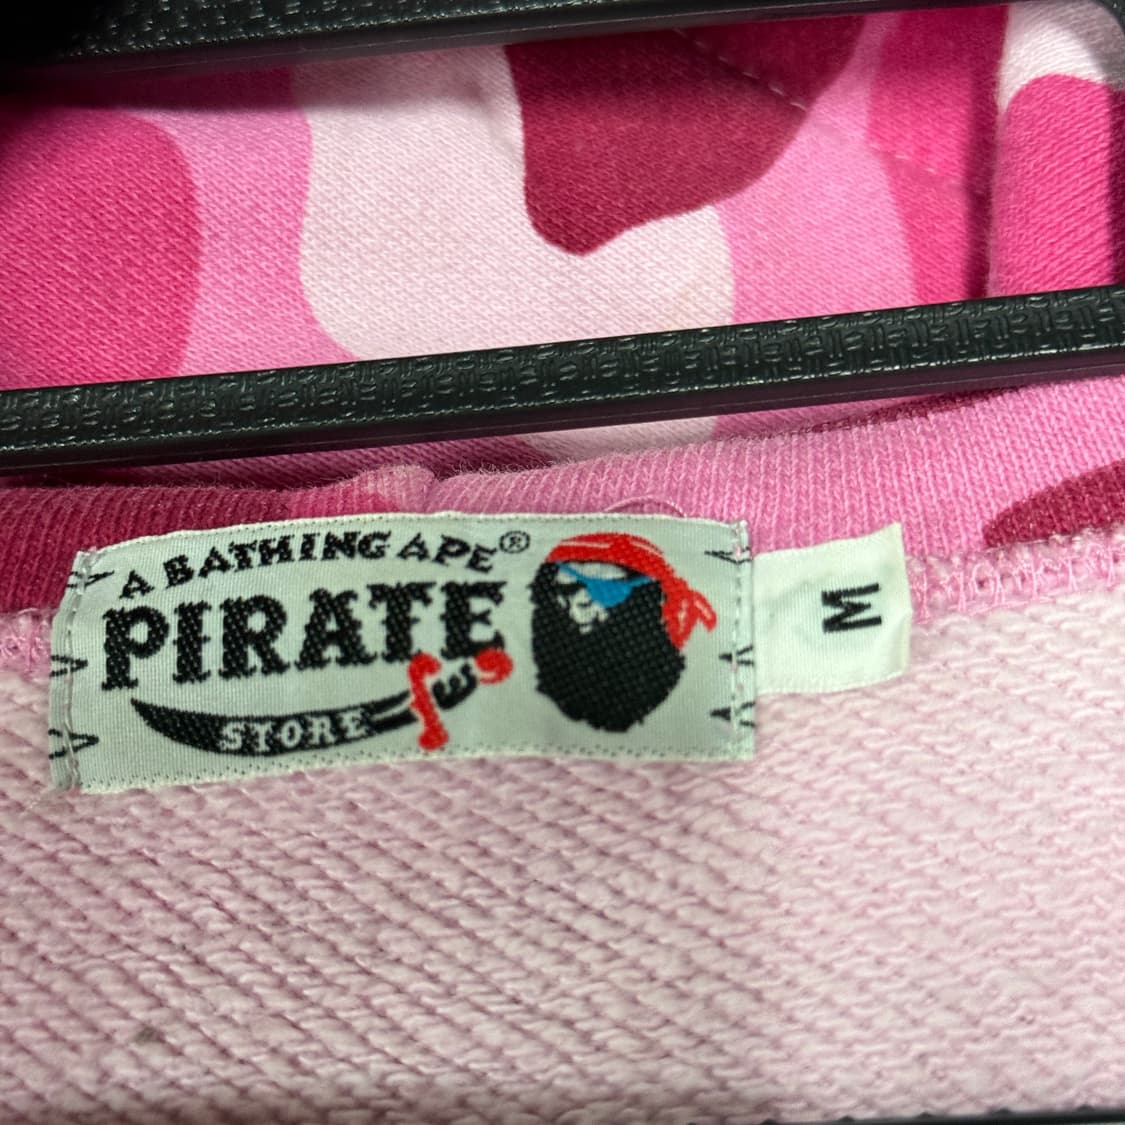 A BATHING APE®
PIRATE
STORE
M